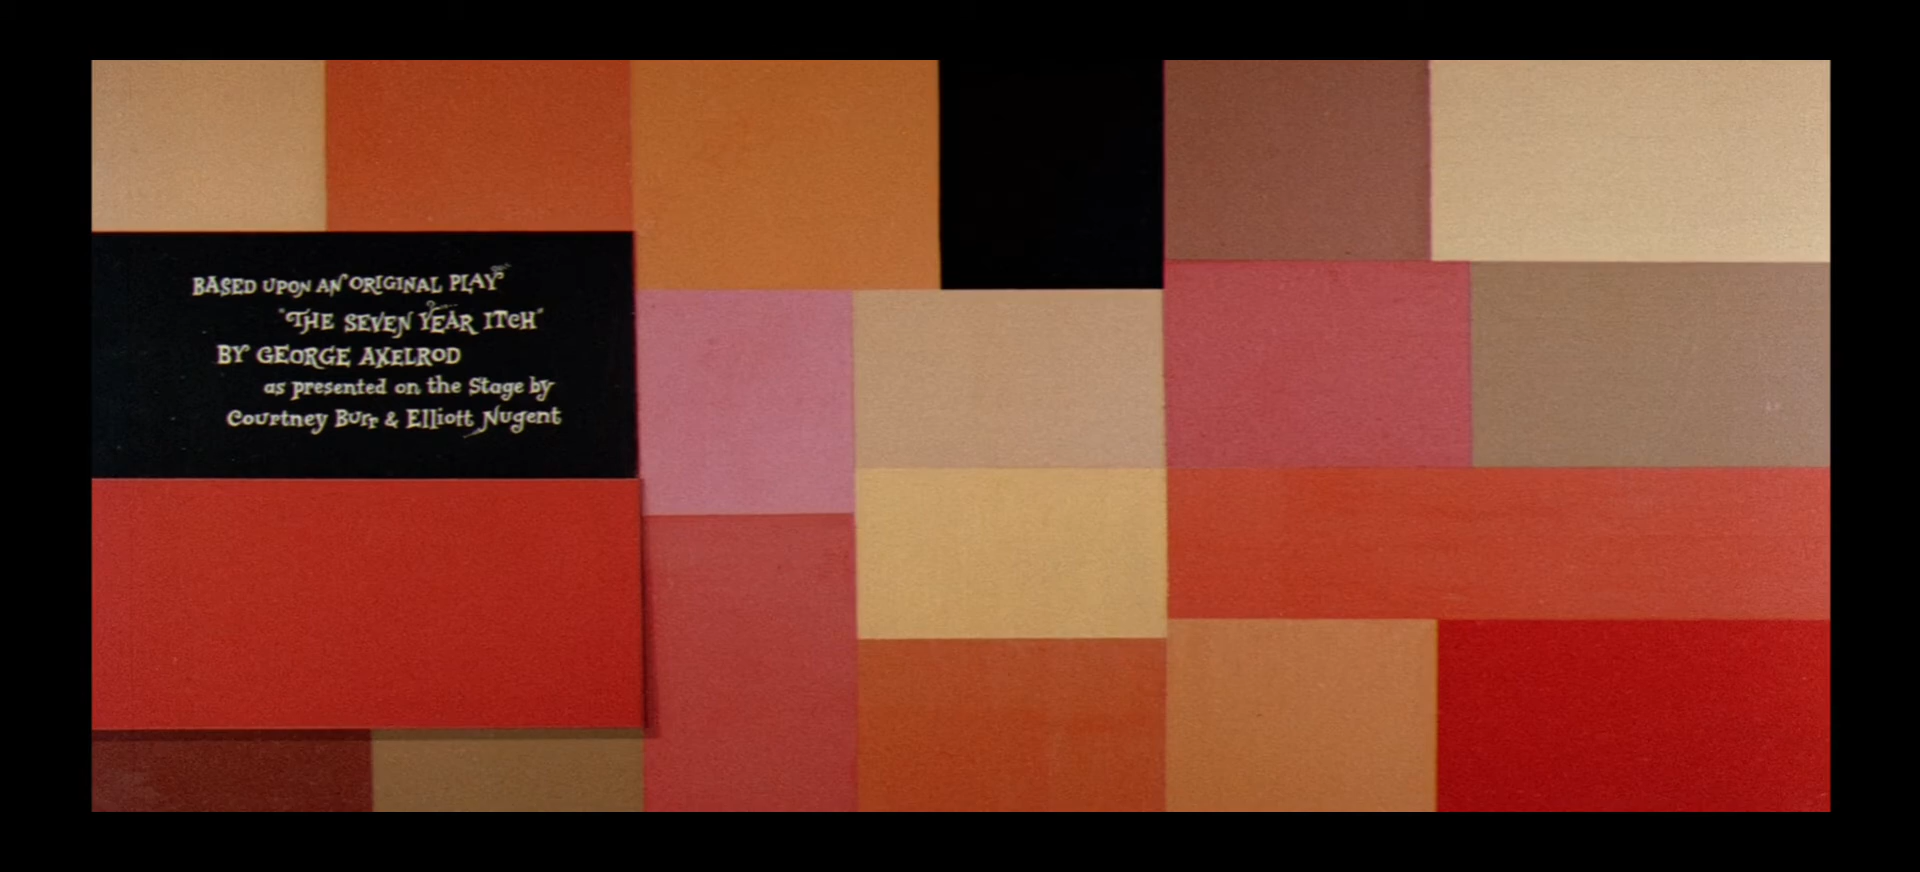 BASED UPON AN ORIGINAL PLAY
"THE SEVEN YEAR ITCH"
BY GEORGE AXELROD
as presented on the Stage by
Courtney Burr & Elliott Nugent